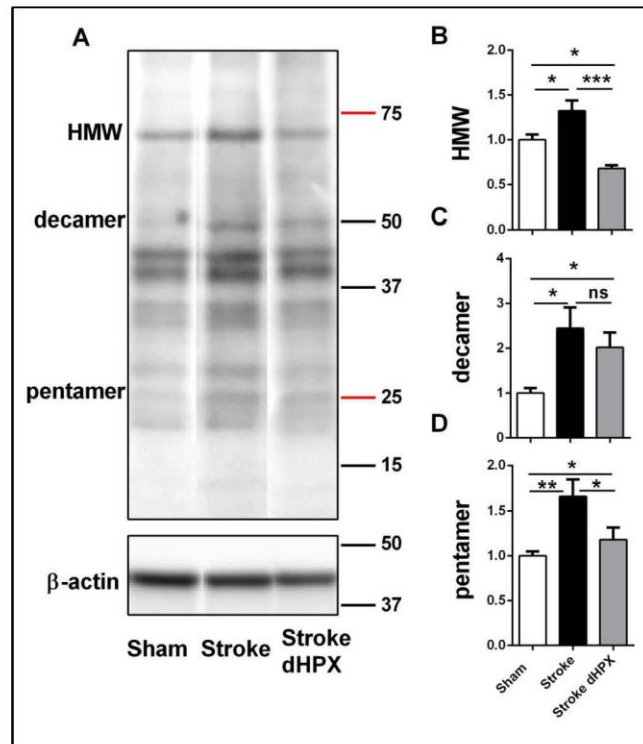 A
HMW
decamer
pentamer
75
50
37
25
15
β-actin
50
37
Sham Stroke Stroke
dHPX
B
HMW
2.0
1.5
1.0
0.5
0.0
*
* ***
C
decamer
4
3
2
1
0
*
* ns
D
pentamer
2.0
1.5
1.0
0.5
0.0
*
** *
Sham
Stroke
Stroke dHPX